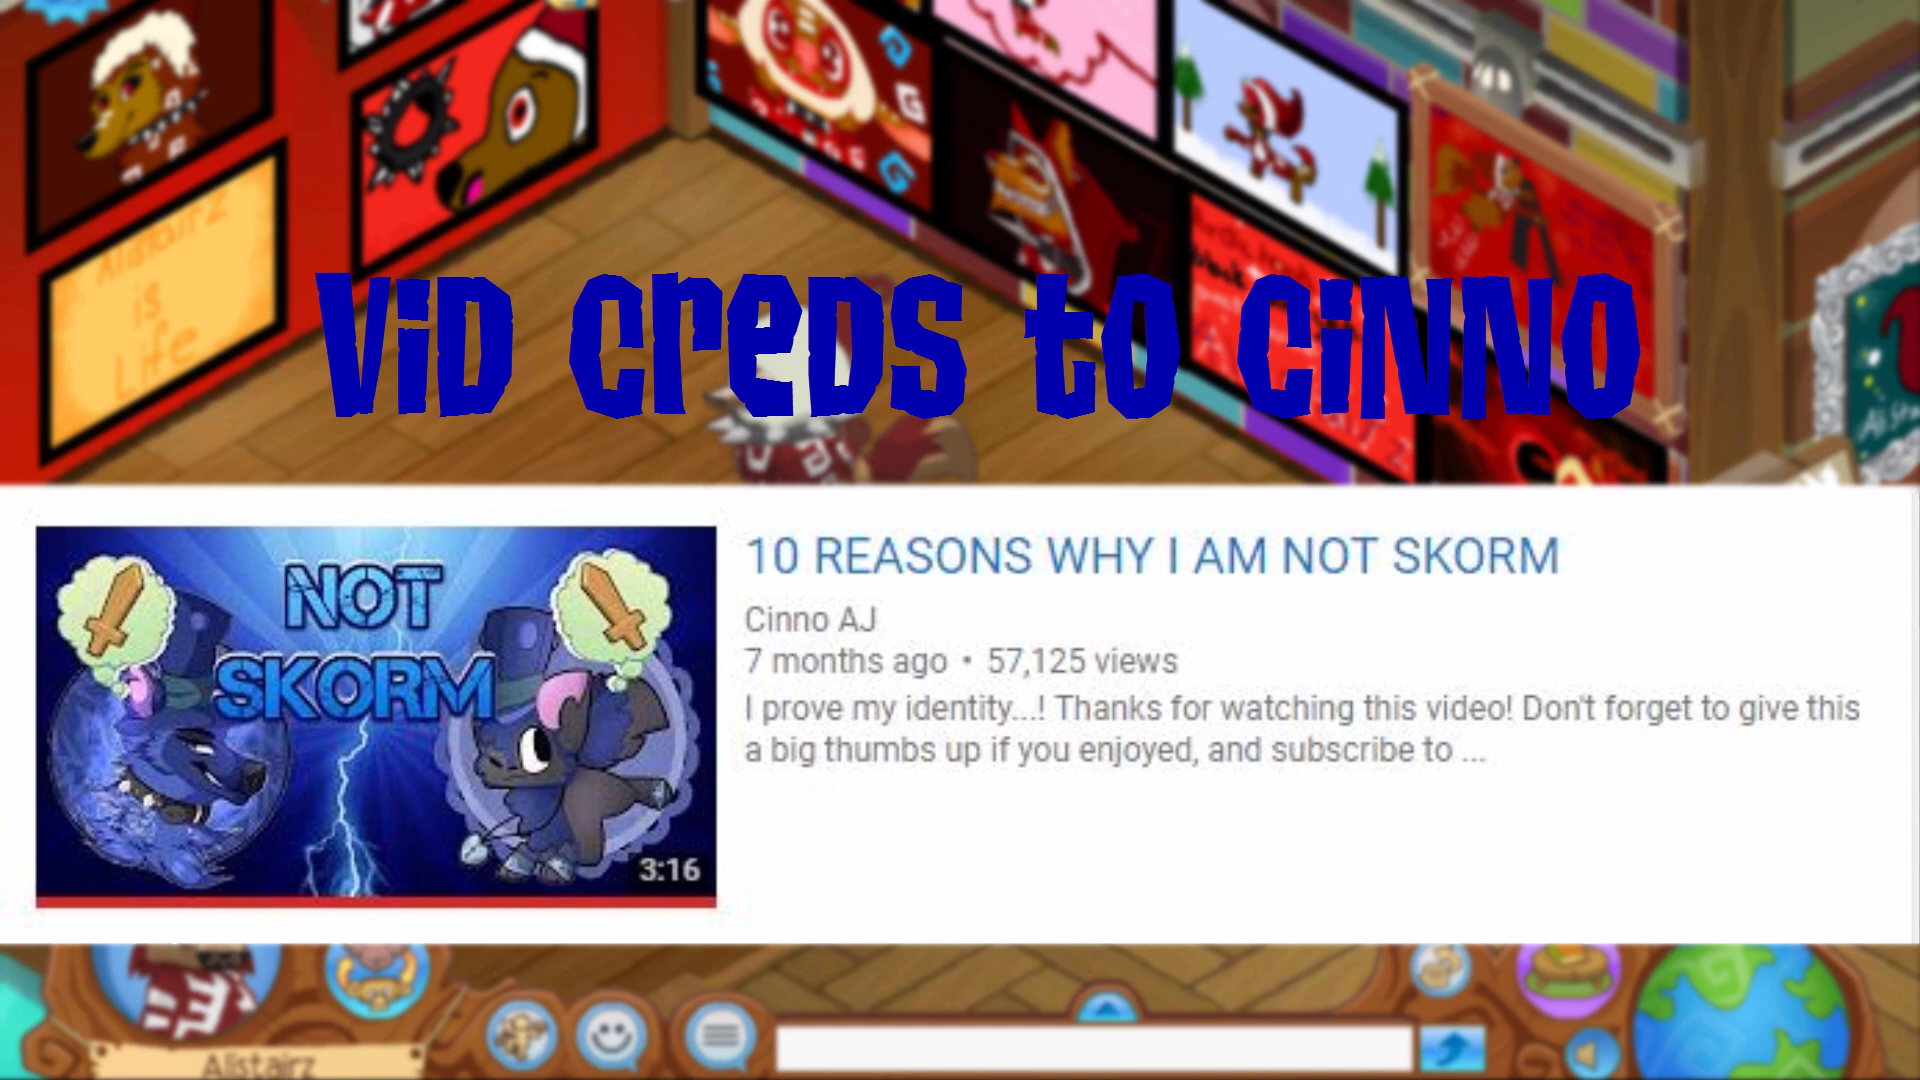 Alistairz
is
Life
ViD CreDS tO CiNNO
NOT
SKORM
3:16
10 REASONS WHY I AM NOT SKORM
Cinno AJ
7 months ago • 57,125 views
I prove my identity...! Thanks for watching this video! Don't forget to give this
a big thumbs up if you enjoyed, and subscribe to ...
Alistairz